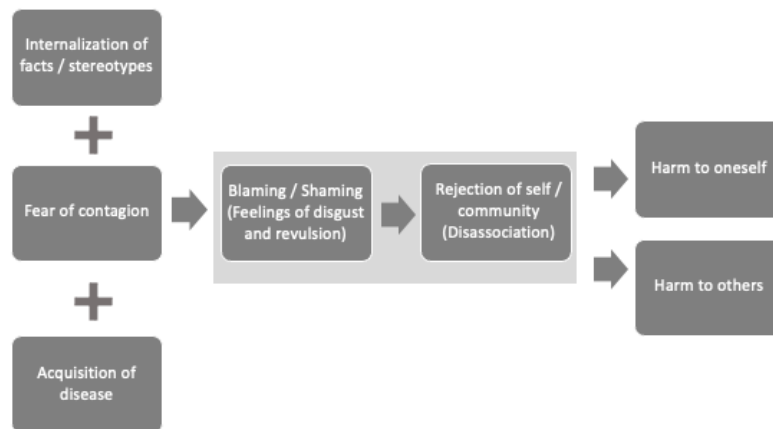 Internalization of
facts / stereotypes
+
Fear of contagion
+
Acquisition of
disease
Blaming / Shaming
(Feelings of disgust
and revulsion)
Rejection of self /
community
(Disassociation)
Harm to oneself
Harm to others